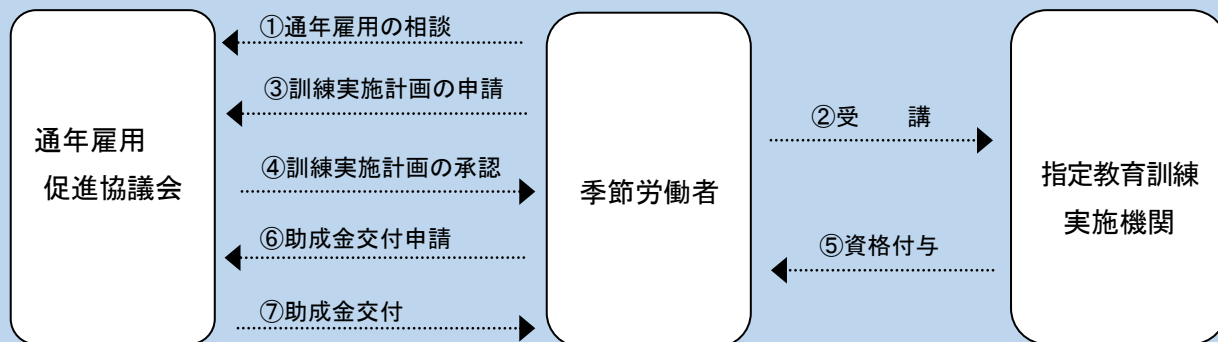 通年雇用
促進協議会
①通年雇用の相談
③訓練実施計画の申請
④訓練実施計画の承認
⑥助成金交付申請
⑦助成金交付
季節労働者
②受　　講
⑤資格付与
指定教育訓練
実施機関